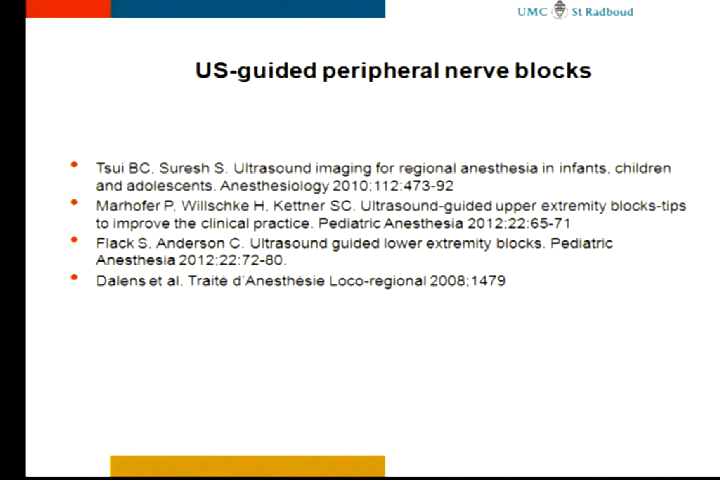 UMC St Radboud
US-guided peripheral nerve blocks
• Tsui BC, Suresh S. Ultrasound imaging for regional anesthesia in infants, children
and adolescents. Anesthesiology 2010;112:473-92
• Marhofer P, Willschke H, Kettner SC. Ultrasound-guided upper extremity blocks-tips
to improve the clinical practice. Pediatric Anesthesia 2012;22:65-71
• Flack S, Anderson C. Ultrasound guided lower extremity blocks. Pediatric
Anesthesia 2012;22:72-80.
• Dalens et al. Traité d'Anesthésie Loco-regional 2008;1479